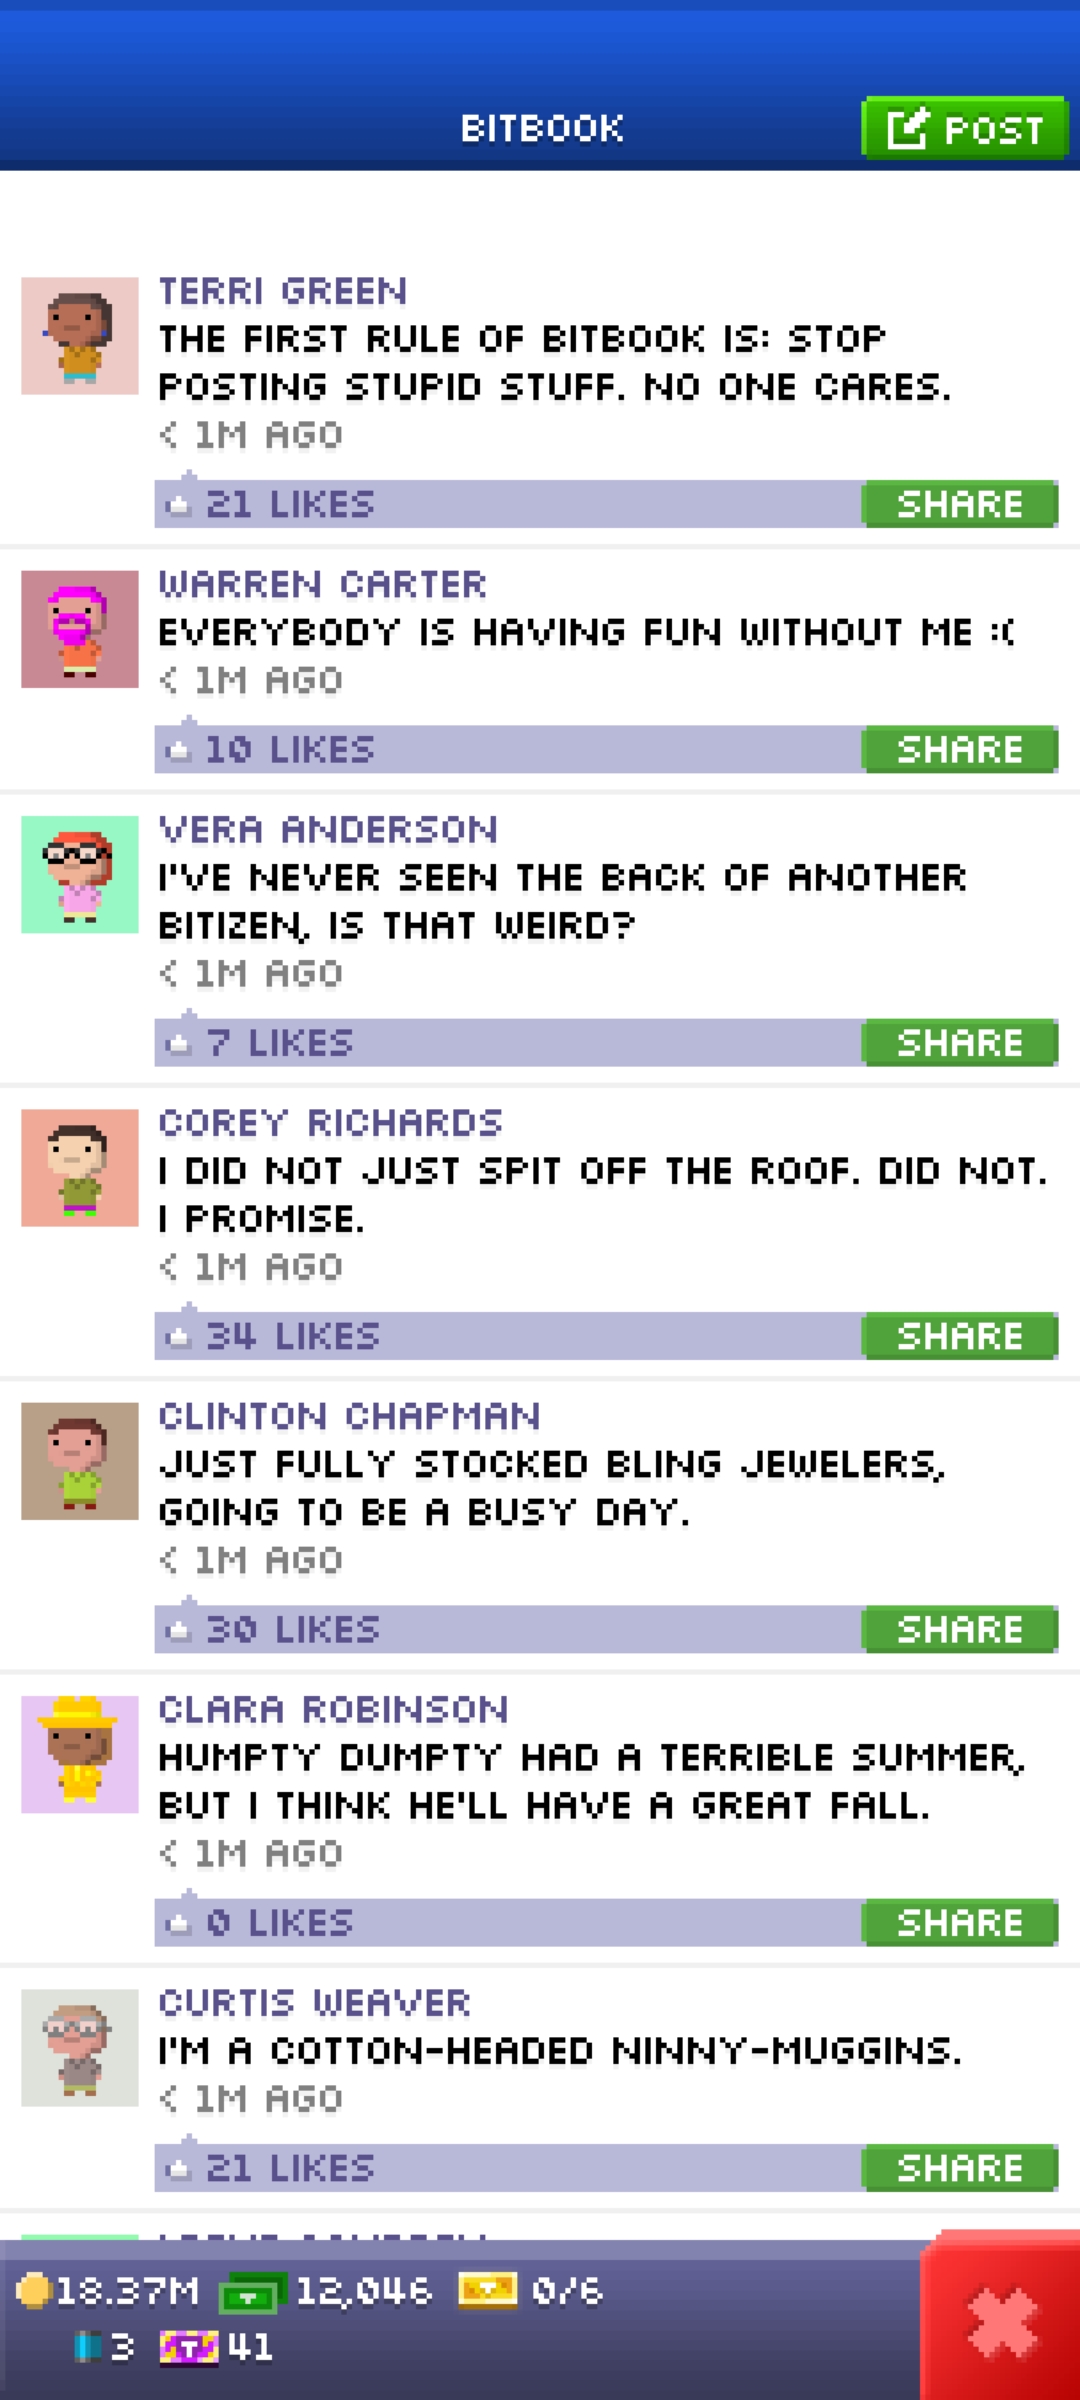 BITBOOK
POST
TERRI GREEN
THE FIRST RULE OF BITBOOK IS: STOP
POSTING STUPID STUFF. NO ONE CARES.
< 1M AGO
21 LIKES
SHARE
WARREN CARTER
EVERYBODY IS HAVING FUN WITHOUT ME :(
< 1M AGO
10 LIKES
SHARE
VERA ANDERSON
I'VE NEVER SEEN THE BACK OF ANOTHER
BITIZEN, IS THAT WEIRD?
< 1M AGO
7 LIKES
SHARE
COREY RICHARDS
I DID NOT JUST SPIT OFF THE ROOF. DID NOT.
I PROMISE.
< 1M AGO
34 LIKES
SHARE
CLINTON CHAPMAN
JUST FULLY STOCKED BLING JEWELERS,
GOING TO BE A BUSY DAY.
< 1M AGO
30 LIKES
SHARE
CLARA ROBINSON
HUMPTY DUMPTY HAD A TERRIBLE SUMMER,
BUT I THINK HE'LL HAVE A GREAT FALL.
< 1M AGO
0 LIKES
SHARE
CURTIS WEAVER
I'M A COTTON-HEADED NINNY-MUGGINS.
< 1M AGO
21 LIKES
SHARE
18.37M 12,046 0/6
3 T 41